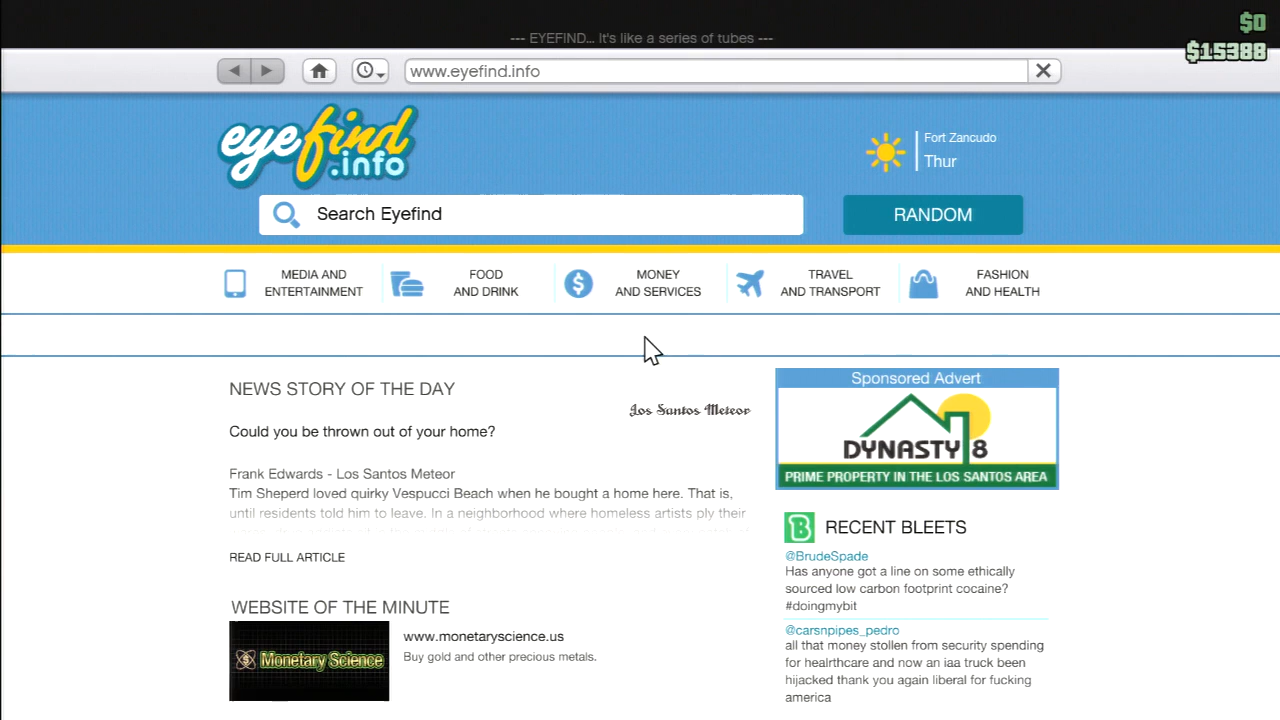 --- EYEFIND... It's like a series of tubes ---
$0
$15388
www.eyefind.info
eyefind
.info
Fort Zancudo
Thur
Search Eyefind
RANDOM
MEDIA AND
ENTERTAINMENT
FOOD
AND DRINK
MONEY
AND SERVICES
TRAVEL
AND TRANSPORT
FASHION
AND HEALTH
NEWS STORY OF THE DAY
Los Santos Meteor
Could you be thrown out of your home?
Frank Edwards - Los Santos Meteor
Tim Sheperd loved quirky Vespucci Beach when he bought a home here. That is,
until residents told him to leave. In a neighborhood where homeless artists ply their
READ FULL ARTICLE
WEBSITE OF THE MINUTE
Monetary Science
www.monetaryscience.us
Buy gold and other precious metals.
Sponsored Advert
DYNASTY 8
PRIME PROPERTY IN THE LOS SANTOS AREA
B
RECENT BLEETS
@BrudeSpade
Has anyone got a line on some ethically
sourced low carbon footprint cocaine?
#doingmybit
@carsnpipes_pedro
all that money stollen from security spending
for healrthcare and now an iaa truck been
hijacked thank you again liberal for fucking
america